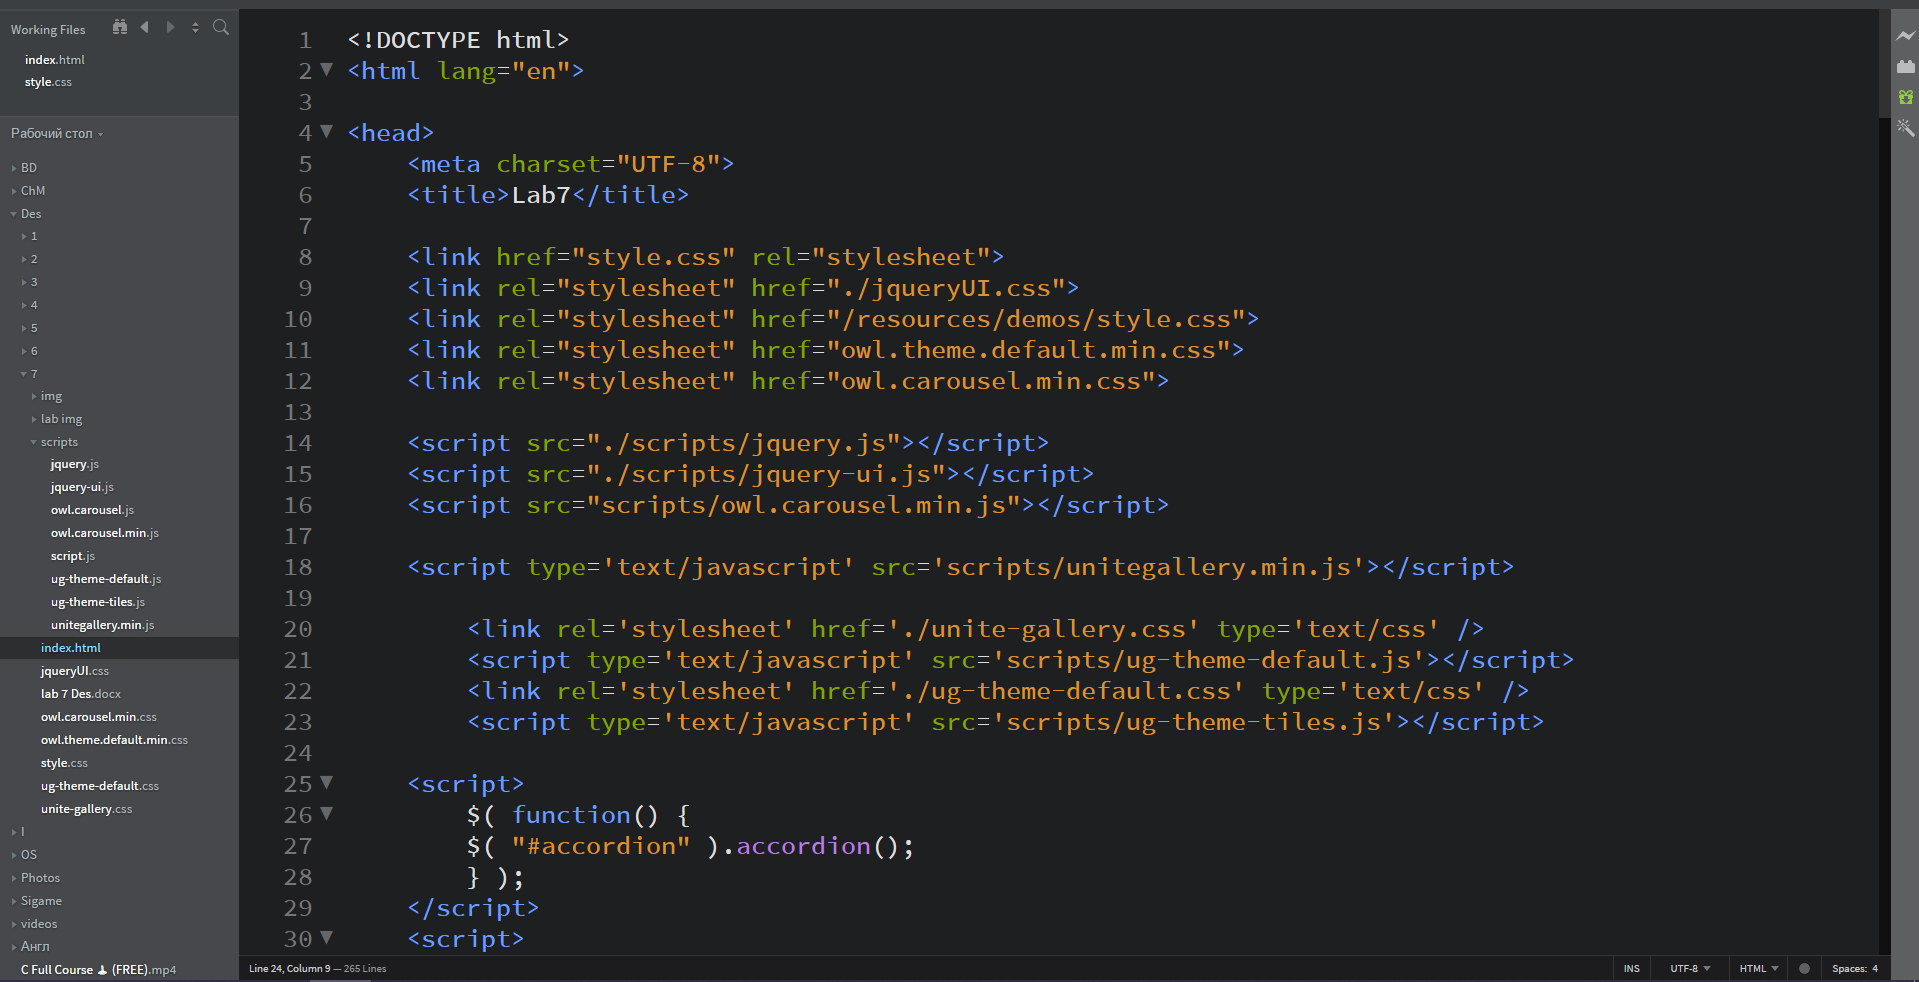 Working Files
index.html
style.css
Рабочий стол
BD
ChM
Des
1
2
3
4
5
6
7
img
lab img
scripts
jquery.js
jquery-ui.js
owl.carousel.js
owl.carousel.min.js
script.js
ug-theme-default.js
ug-theme-tiles.js
unitegallery.min.js
index.html
jqueryUI.css
lab 7 Des.docx
owl.carousel.min.css
owl.theme.default.min.css
style.css
ug-theme-default.css
unite-gallery.css
I
OS
Photos
Sigame
videos
Англ
C Full Course (FREE).mp4
1 <!DOCTYPE html>
2 <html lang="en">
3
4 <head>
5 <meta charset="UTF-8">
6 <title>Lab7</title>
7
8 <link href="style.css" rel="stylesheet">
9 <link rel="stylesheet" href="./jqueryUI.css">
10 <link rel="stylesheet" href="/resources/demos/style.css">
11 <link rel="stylesheet" href="owl.theme.default.min.css">
12 <link rel="stylesheet" href="owl.carousel.min.css">
13
14 <script src="./scripts/jquery.js"></script>
15 <script src="./scripts/jquery-ui.js"></script>
16 <script src="scripts/owl.carousel.min.js"></script>
17
18 <script type='text/javascript' src='scripts/unitegallery.min.js'></script>
19
20 <link rel='stylesheet' href='./unite-gallery.css' type='text/css' />
21 <script type='text/javascript' src='scripts/ug-theme-default.js'></script>
22 <link rel='stylesheet' href='./ug-theme-default.css' type='text/css' />
23 <script type='text/javascript' src='scripts/ug-theme-tiles.js'></script>
24
25 <script>
26 $( function() {
27 $( "#accordion" ).accordion();
28 } );
29 </script>
30 <script>
Line 24, Column 9 — 265 Lines
INS
UTF-8
HTML
Spaces: 4